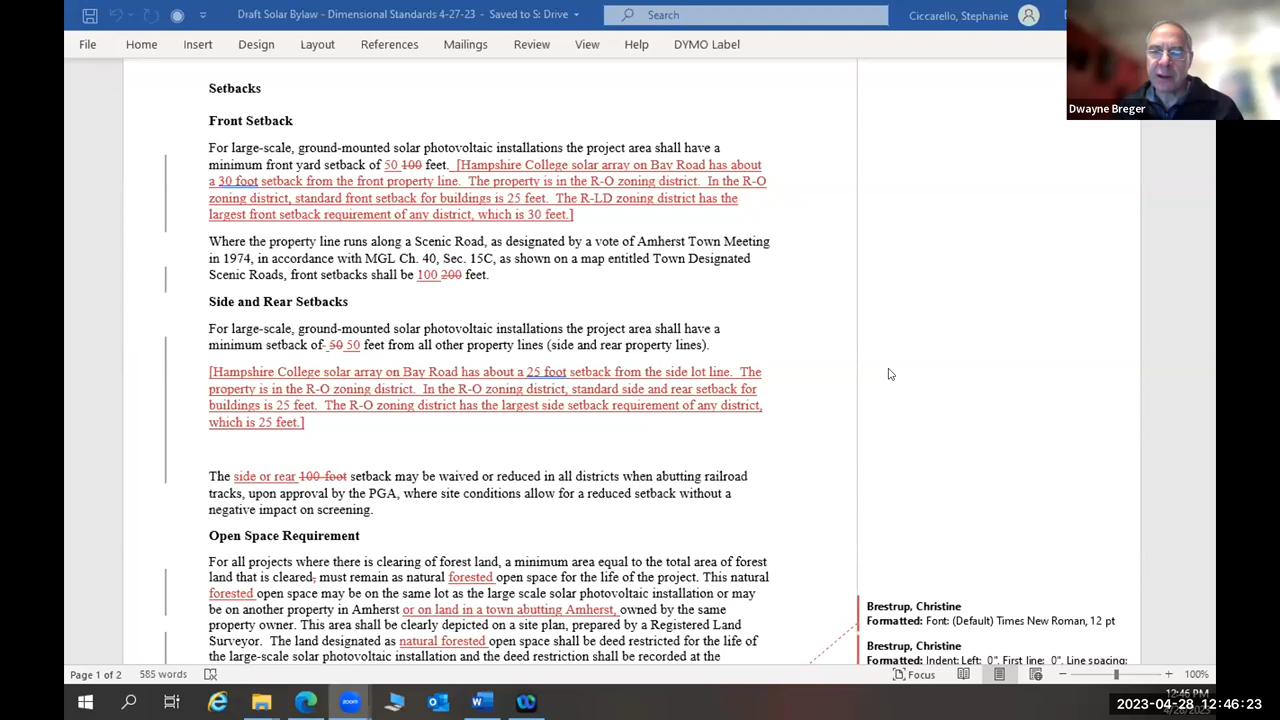 Draft Solar Bylaw - Dimensional Standards 4-27-23 - Saved to S: Drive
Search
Ciccarello, Stephanie
File Home Insert Design Layout References Mailings Review View Help DYMO Label
Dwayne Breger
Setbacks
Front Setback
For large-scale, ground-mounted solar photovoltaic installations the project area shall have a
minimum front yard setback of 50 100 feet. [Hampshire College solar array on Bay Road has about
a 30 foot setback from the front property line. The property is in the R-O zoning district. In the R-O
zoning district, standard front setback for buildings is 25 feet. The R-LD zoning district has the
largest front setback requirement of any district, which is 30 feet.]
Where the property line runs along a Scenic Road, as designated by a vote of Amherst Town Meeting
in 1974, in accordance with MGL Ch. 40, Sec. 15C, as shown on a map entitled Town Designated
Scenic Roads, front setbacks shall be 100 200 feet.
Side and Rear Setbacks
For large-scale, ground-mounted solar photovoltaic installations the project area shall have a
minimum setback of 50 50 feet from all other property lines (side and rear property lines).
[Hampshire College solar array on Bay Road has about a 25 foot setback from the side lot line. The
property is in the R-O zoning district. In the R-O zoning district, standard side and rear setback for
buildings is 25 feet. The R-O zoning district has the largest side setback requirement of any district,
which is 25 feet.]
The side or rear 100-foot setback may be waived or reduced in all districts when abutting railroad
tracks, upon approval by the PGA, where site conditions allow for a reduced setback without a
negative impact on screening.
Open Space Requirement
For all projects where there is clearing of forest land, a minimum area equal to the total area of forest
land that is cleared, must remain as natural forested open space for the life of the project. This natural
forested open space may be on the same lot as the large scale solar photovoltaic installation or may
be on another property in Amherst or on land in a town abutting Amherst, owned by the same
property owner. This area shall be clearly depicted on a site plan, prepared by a Registered Land
Surveyor. The land designated as natural forested open space shall be deed restricted for the life of
the large-scale solar photovoltaic installation and the deed restriction shall be recorded at the
Brestrup, Christine
Formatted: Font: (Default) Times New Roman, 12 pt
Brestrup, Christine
Formatted: Indent: Left: 0", First line: 0", Line spacing:
Page 1 of 2 585 words Focus 100%
12:46 PM
2023-04-28 12:46:23